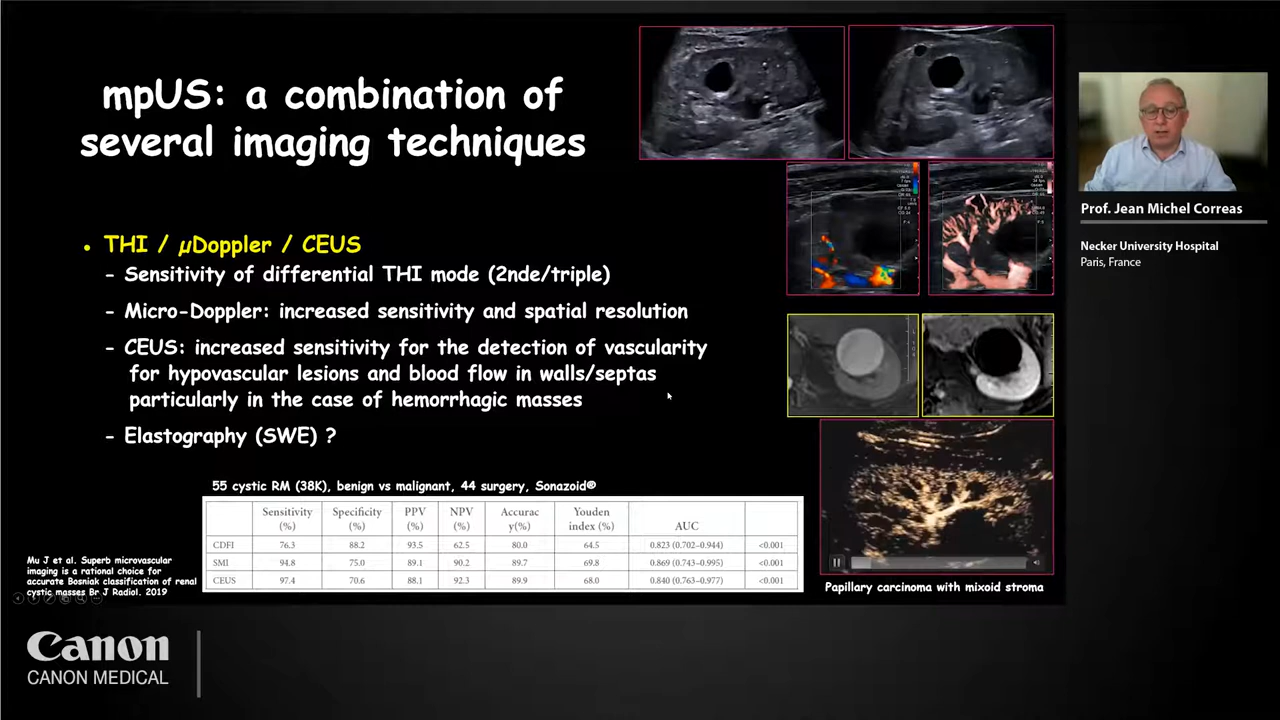 mpUS: a combination of
several imaging techniques
• THI / µDoppler / CEUS
- Sensitivity of differential THI mode (2nde/triple)
- Micro-Doppler: increased sensitivity and spatial resolution
- CEUS: increased sensitivity for the detection of vascularity
for hypovascular lesions and blood flow in walls/septas
particularly in the case of hemorrhagic masses
- Elastography (SWE) ?
55 cystic RM (38K), benign vs malignant, 44 surgery, Sonazoid®
Sensitivity (%) Specificity (%) PPV (%) NPV (%) Accurac y(%) Youden index (%) AUC
CDFI 76.3 88.2 93.5 62.5 80.0 64.5 0.823 (0.702–0.944) <0.001
SMI 94.8 75.0 89.1 90.2 89.7 69.8 0.869 (0.743–0.995) <0.001
CEUS 97.4 70.6 88.1 92.3 89.9 68.0 0.840 (0.763–0.977) <0.001
Mu J et al. Superb microvascular
imaging is a rational choice for
accurate Bosniak classification of renal
cystic masses Br J Radiol. 2019
Papillary carcinoma with mixoid stroma
Prof. Jean Michel Correas
Necker University Hospital
Paris, France
Canon
CANON MEDICAL